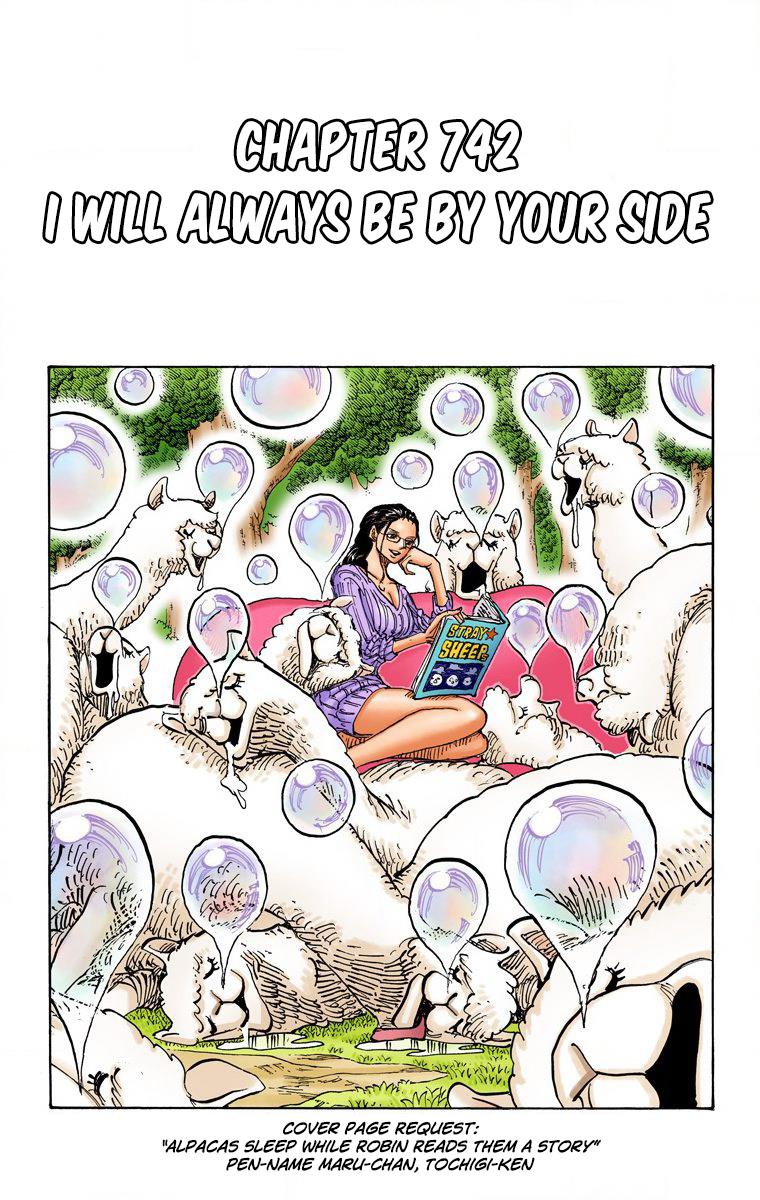 CHAPTER 742
I WILL ALWAYS BE BY YOUR SIDE
STRAY★
SHEEP
COVER PAGE REQUEST:
"ALPACAS SLEEP WHILE ROBIN READS THEM A STORY"
PEN-NAME MARU-CHAN, TOCHIGI-KEN